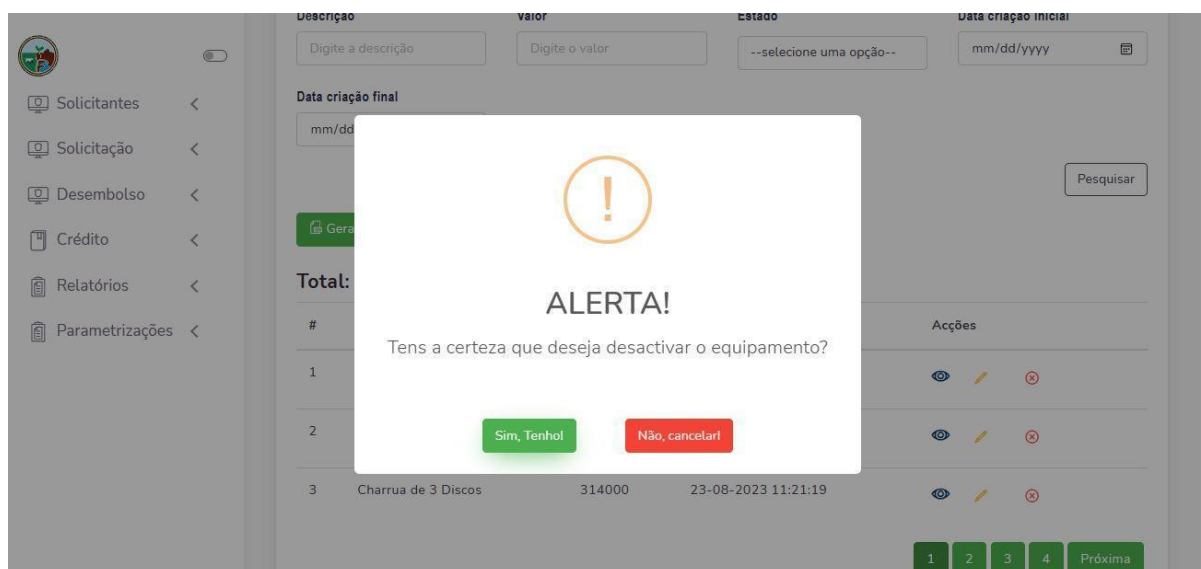 Descrição Valor Estado Data criação inicial
Digite a descrição Digite o valor --selecione uma opção-- mm/dd/yyyy
Solicitantes
Data criação final
mm/dd
Solicitação
Pesquisar
Desembolso
Crédito
Gera
Relatórios
Total:
ALERTA!
Parametrizações
# Acções
Tens a certeza que deseja desactivar o equipamento?
1
2
Sim, Tenho! Não, cancelar!
3 Charrua de 3 Discos 314000 23-08-2023 11:21:19
1 2 3 4 Próxima